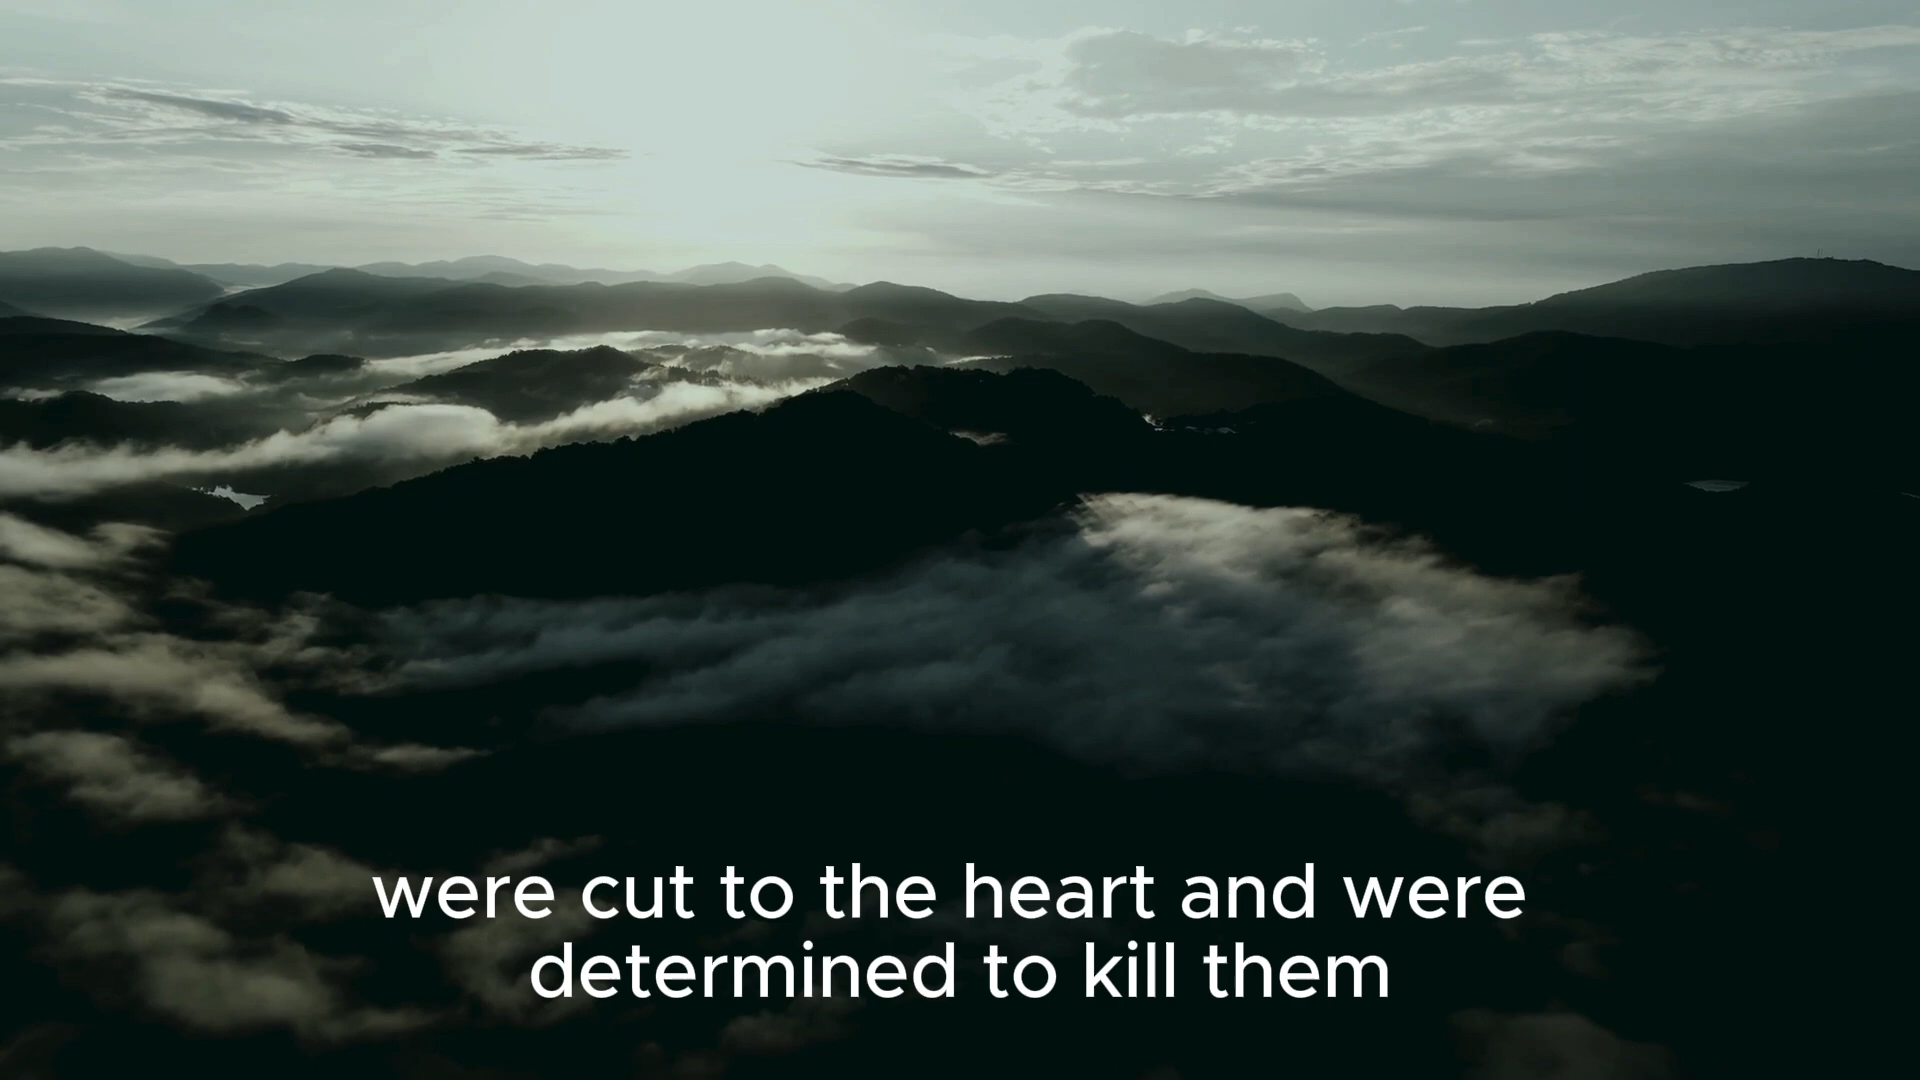 were cut to the heart and were
determined to kill them